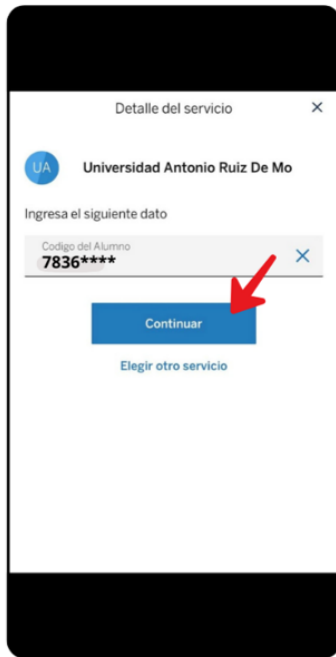 Detalle del servicio
UA
Universidad Antonio Ruiz De Mo
Ingresa el siguiente dato
Codigo del Alumno
7836****
Continuar
Elegir otro servicio